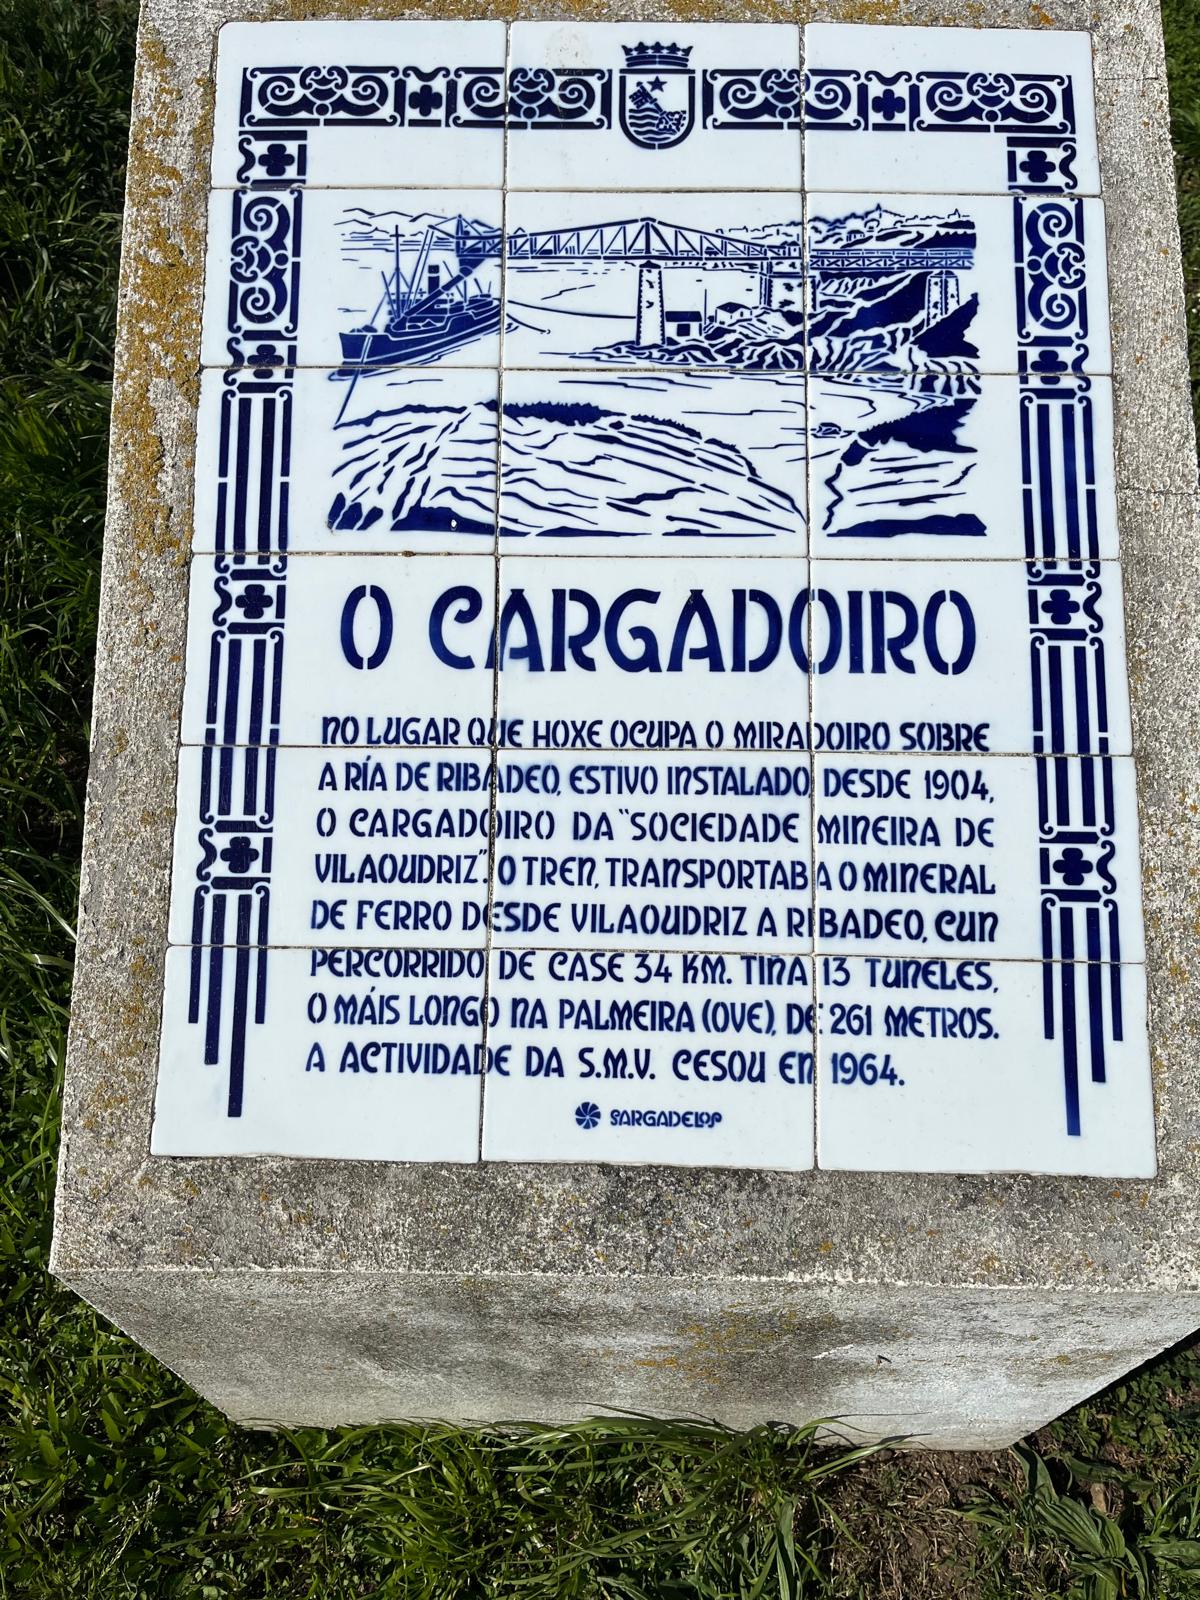 O CARGADOIRO
NO LUGAR QUE HOXE OCUPA O MIRADOIRO SOBRE
A RÍA DE RIBADEO, ESTIVO INSTALADO, DESDE 1904,
O CARGADOIRO DA "SOCIEDADE MINEIRA DE
VILAOUDRIZ". O TREN, TRANSPORTABA O MINERAL
DE FERRO DESDE VILAOUDRIZ A RIBADEO, CUN
PERCORRIDO DE CASE 34 KM. TIÑA 13 TUNELES,
O MÁIS LONGO NA PALMEIRA (OVE), DE 261 METROS.
A ACTIVIDADE DA S.M.V. CESOU EN 1964.
SARGADELOS